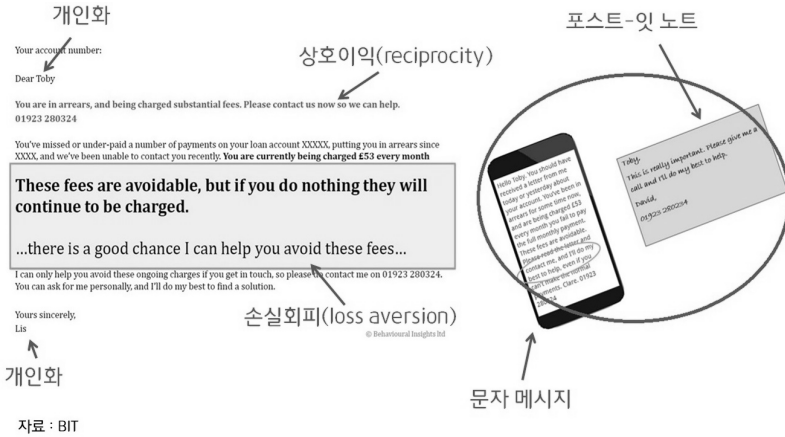 개인화
Your account number:
Dear Toby
상호이익(reciprocity)
You are in arrears, and being charged substantial fees. Please contact us now so we can help.
01923 280324
You've missed or under-paid a number of payments on your loan account XXXXX, putting you in arrears since
XXXX, and we've been unable to contact you recently. You are currently being charged £53 every month
These fees are avoidable, but if you do nothing they will
continue to be charged.
...there is a good chance I can help you avoid these fees...
I can only help you avoid these ongoing charges if you get in touch, so please do contact me on 01923 280324.
You can ask for me personally, and I'll do my best to find a solution.
Yours sincerely,
Lis
손실회피(loss aversion)
© Behavioural Insights ltd
개인화
포스트-잇 노트
Toby,
This is really important. Please give me a
call and I'll do my best to help.
David,
01923 280234
Hello Toby. You should have
received a letter from me
today or yesterday about
your account. You've been in
arrears for some time now,
and are being charged £53
every month you fail to pay
the full monthly payment.
These fees are avoidable.
Please read the letter and
contact me, and I'll do my
best to help, even if you
can't make the normal
payments. Clare. 01923
280324
문자 메시지
자료 : BIT